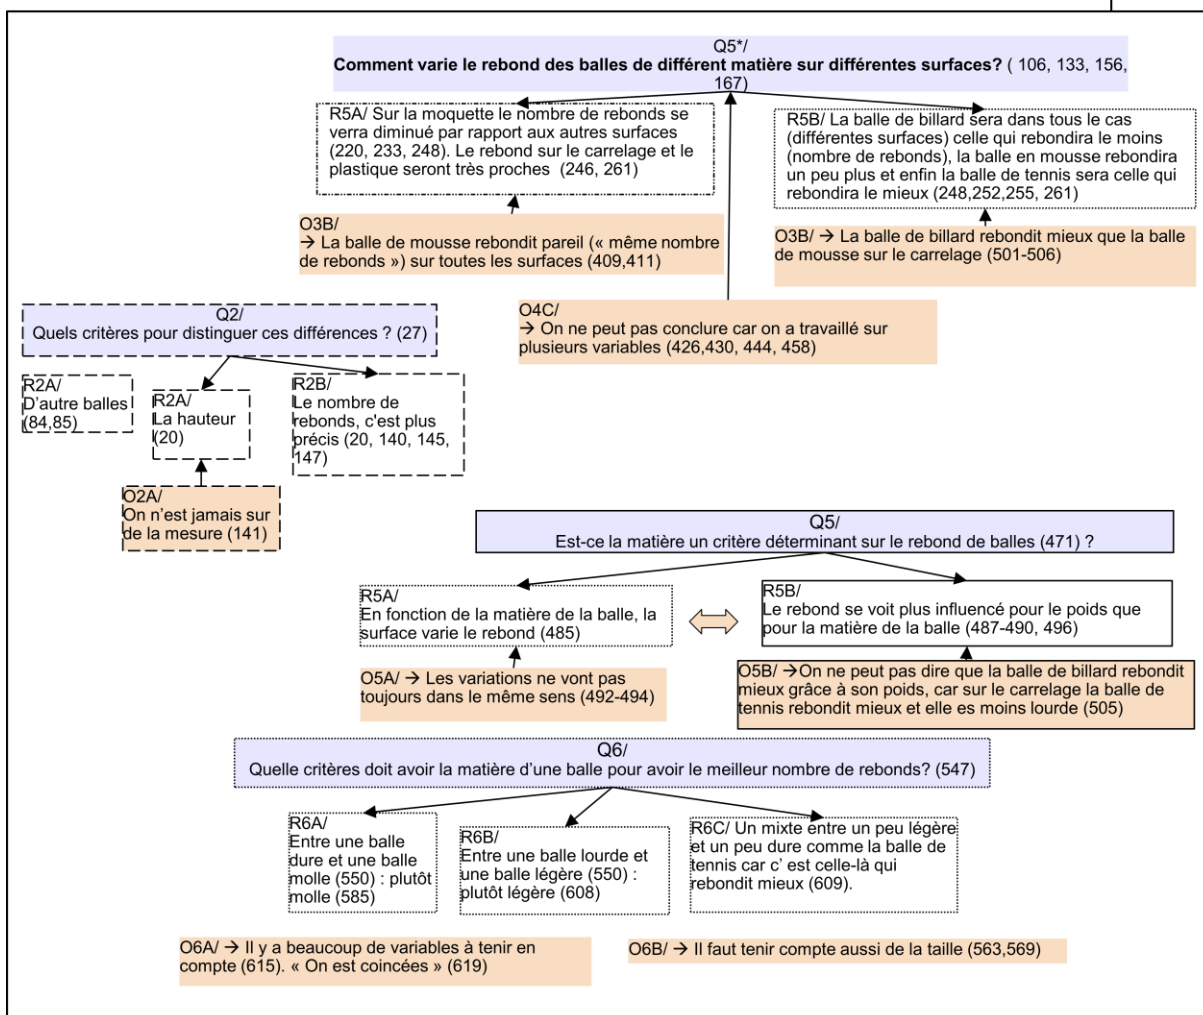 Q5*/
Comment varie le rebond des balles de différent matière sur différentes surfaces? ( 106, 133, 156,
167)
R5A/ Sur la moquette le nombre de rebonds se
verra diminué par rapport aux autres surfaces
(220, 233, 248). Le rebond sur le carrelage et le
plastique seront très proches (246, 261)
R5B/ La balle de billard sera dans tous le cas
(différentes surfaces) celle qui rebondira le moins
(nombre de rebonds), la balle en mousse rebondira
un peu plus et enfin la balle de tennis sera celle qui
rebondira le mieux (248,252,255, 261)
O3B/
→ La balle de mousse rebondit pareil (« même nombre
de rebonds ») sur toutes les surfaces (409,411)
O3B/ → La balle de billard rebondit mieux que la balle
de mousse sur le carrelage (501-506)
O4C/
→ On ne peut pas conclure car on a travaillé sur
plusieurs variables (426,430, 444, 458)
Q2/
Quels critères pour distinguer ces différences ? (27)
R2A/
D'autre balles
(84,85)
R2A/
La hauteur
(20)
R2B/
Le nombre de
rebonds, c'est plus
précis (20, 140, 145,
147)
O2A/
On n'est jamais sur
de la mesure (141)
Q5/
Est-ce la matière un critère déterminant sur le rebond de balles (471) ?
R5A/
En fonction de la matière de la balle, la
surface varie le rebond (485)
R5B/
Le rebond se voit plus influencé pour le poids que
pour la matière de la balle (487-490, 496)
O5A/ → Les variations ne vont pas
toujours dans le même sens (492-494)
O5B/ →On ne peut pas dire que la balle de billard rebondit
mieux grâce à son poids, car sur le carrelage la balle de
tennis rebondit mieux et elle es moins lourde (505)
Q6/
Quelle critères doit avoir la matière d'une balle pour avoir le meilleur nombre de rebonds? (547)
R6A/
Entre une balle
dure et une balle
molle (550) : plutôt
molle (585)
R6B/
Entre une balle lourde et
une balle légère (550) :
plutôt légère (608)
R6C/ Un mixte entre un peu légère
et un peu dure comme la balle de
tennis car c' est celle-là qui
rebondit mieux (609).
O6A/ → Il y a beaucoup de variables à tenir en
compte (615). « On est coincées » (619)
O6B/ → Il faut tenir compte aussi de la taille (563,569)